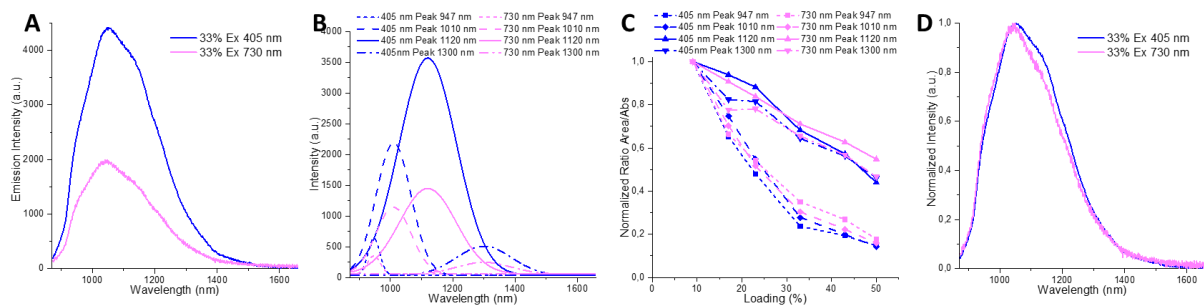 A
33% Ex 405 nm
33% Ex 730 nm
4000
3000
2000
1000
0
Emission Intensity (a.u.)
1000 1200 1400 1600
Wavelength (nm)
B
405 nm Peak 947 nm 730 nm Peak 947 nm
405 nm Peak 1010 nm 730 nm Peak 1010 nm
405 nm Peak 1120 nm 730 nm Peak 1120 nm
405nm Peak 1300 nm 730 nm Peak 1300 nm
4000
3500
3000
2500
2000
1500
1000
500
0
Intensity (a.u.)
1000 1200 1400 1600
Wavelength (nm)
C
405 nm Peak 947 nm 730 nm Peak 947 nm
405 nm Peak 1010 nm 730 nm Peak 1010 nm
405 nm Peak 1120 nm 730 nm Peak 1120 nm
405nm Peak 1300 nm 730 nm Peak 1300 nm
1,0
0,8
0,6
0,4
0,2
0,0
Normalized Ratio Area/Abs
0 10 20 30 40 50
Loading (%)
D
33% Ex 405 nm
33% Ex 730 nm
1,0
0,8
0,6
0,4
0,2
0,0
Normalized Intensity (a.u.)
1000 1200 1400 1600
Wavelength (nm)